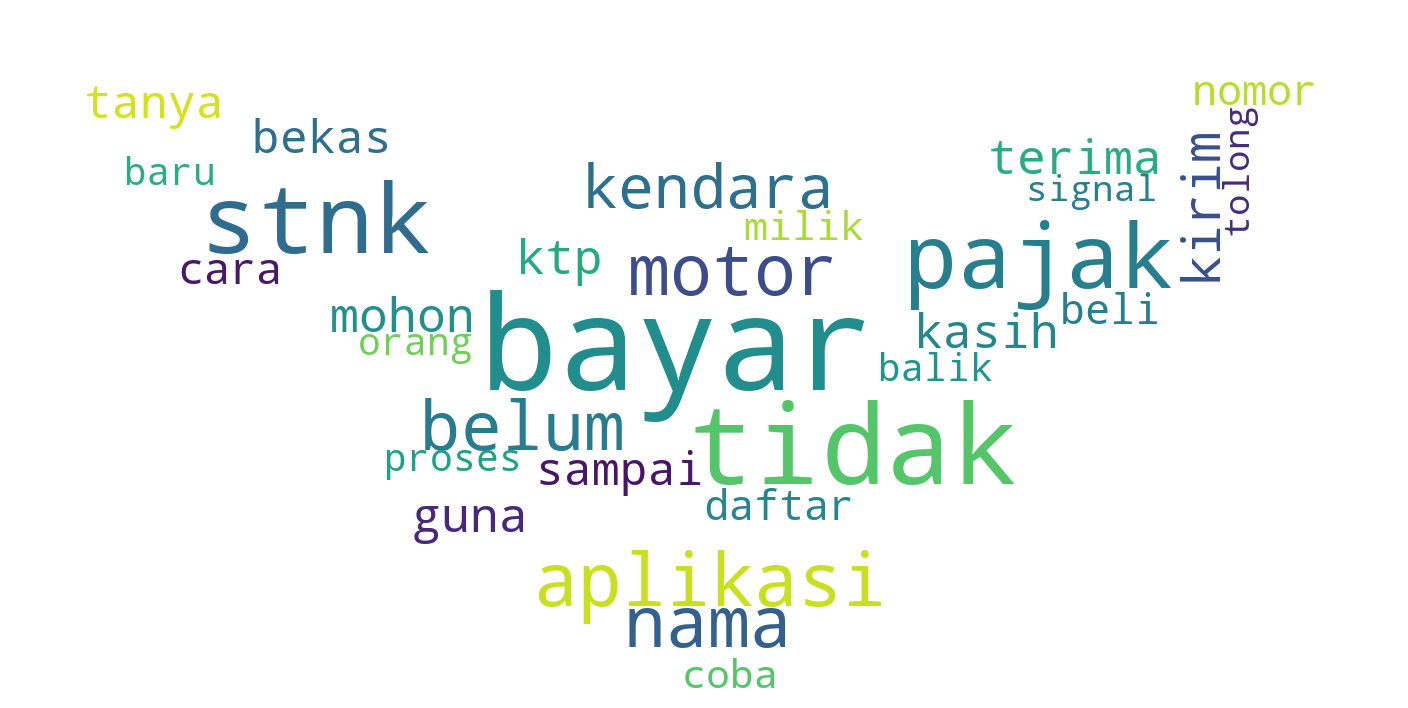 tanya
nomor
bekas
baru
terima
kirim
tolong
signal
kendara
stnk
milik
cara
ktp
motor
pajak
mohon
orang
bayar
kasih
beli
balik
belum
tidak
proses
sampai
guna
daftar
aplikasi
nama
coba